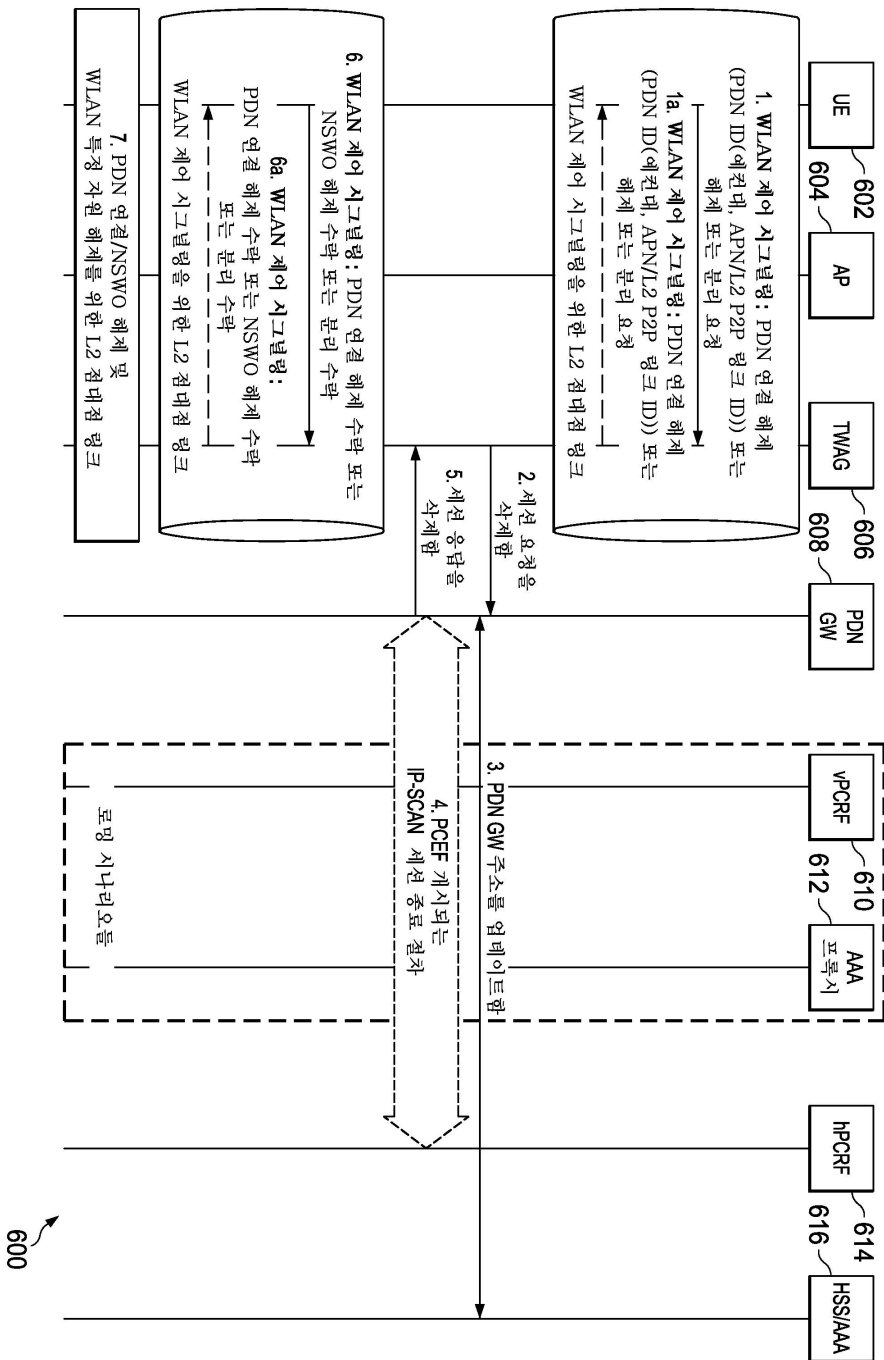 UE
602
AP
604
TWAG
606
PDN
GW
608
vPCRF
610
AAA
프록시
612
hPCRF
614
HSS/AAA
616
1. WLAN 제어 시그널링: PDN 연결 해제
(PDN ID(예컨대, APN/L2 P2P 링크 ID)) 또는
해제 또는 분리 요청
1a. WLAN 제어 시그널링: PDN 연결 해제
(PDN ID(예컨대, APN/L2 P2P 링크 ID)) 또는
해제 또는 분리 요청
WLAN 제어 시그널링을 위한 L2 점대점 링크
2. 세션 요청을
삭제함
3. PDN GW 주소를 업데이트함
4. PCEF 개시되는
IP-SCAN 세션 종료 절차
5. 세션 응답을
삭제함
6. WLAN 제어 시그널링: PDN 연결 해제 수락 또는
NSWO 해제 수락 또는 분리 수락
6a. WLAN 제어 시그널링:
PDN 연결 해제 수락 또는 NSWO 해제 수락
또는 분리 수락
WLAN 제어 시그널링을 위한 L2 점대점 링크
7. PDN 연결/NSWO 해제 및
WLAN 특정 자원 해제를 위한 L2 점대점 링크
로밍 시나리오들
600